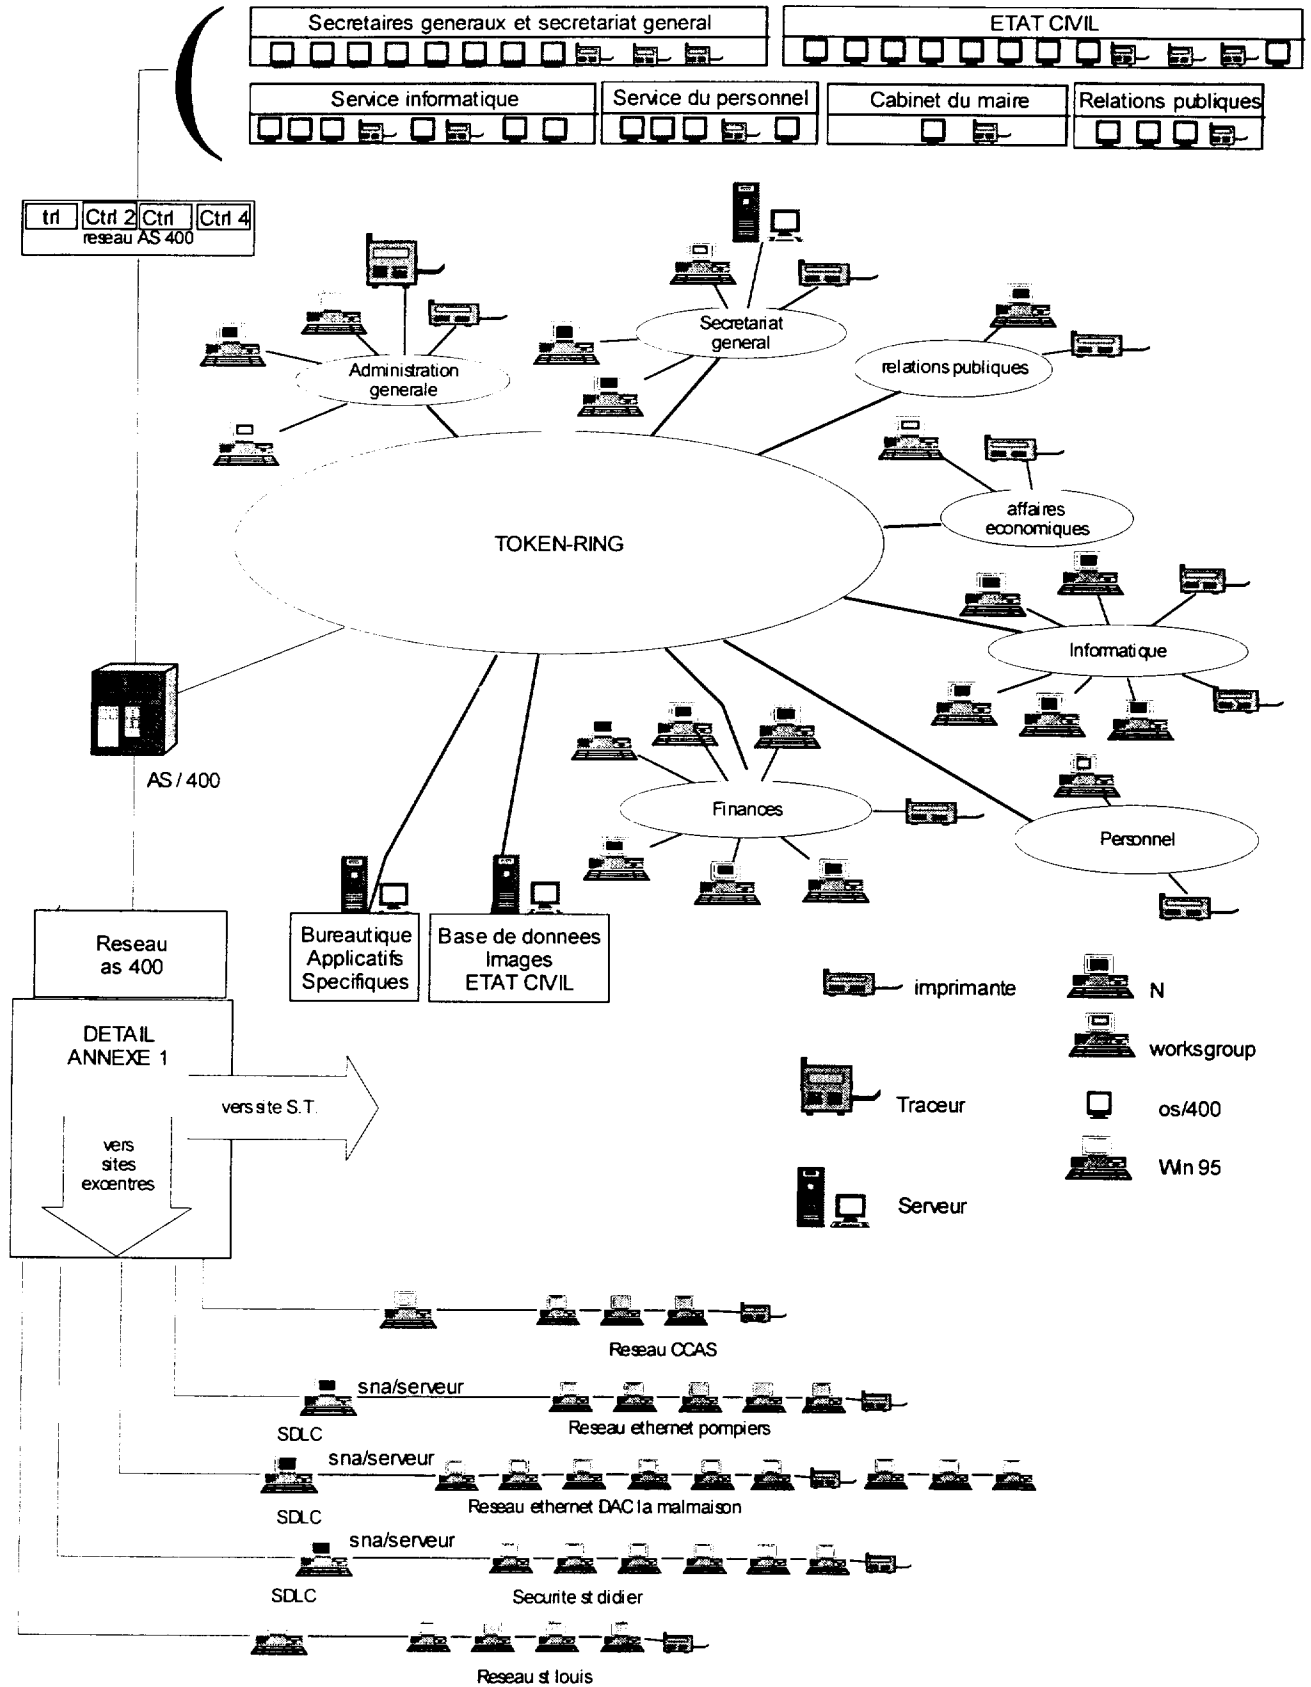 Secretaires generaux et secretariat general
ETAT CIVIL
Service informatique
Service du personnel
Cabinet du maire
Relations publiques
trl
Ctrl 2
Ctrl
Ctrl 4
reseau AS 400
Secretariat
general
Administration
generale
relations publiques
affaires
economiques
TOKEN-RING
Informatique
AS / 400
Finances
Personnel
Reseau
as 400
Bureautique
Applicatifs
Specifiques
Base de donnees
Images
ETAT CIVIL
imprimante
N
DETAIL
ANNEXE 1
worksgroup
vers site S.T.
Traceur
os/400
vers
sites
excentres
Win 95
Serveur
Reseau CCAS
sna/serveur
SDLC
Reseau ethernet pompiers
sna/serveur
Reseau ethernet DAC la malmaison
SDLC
sna/serveur
SDLC
Securite st didier
Reseau st louis